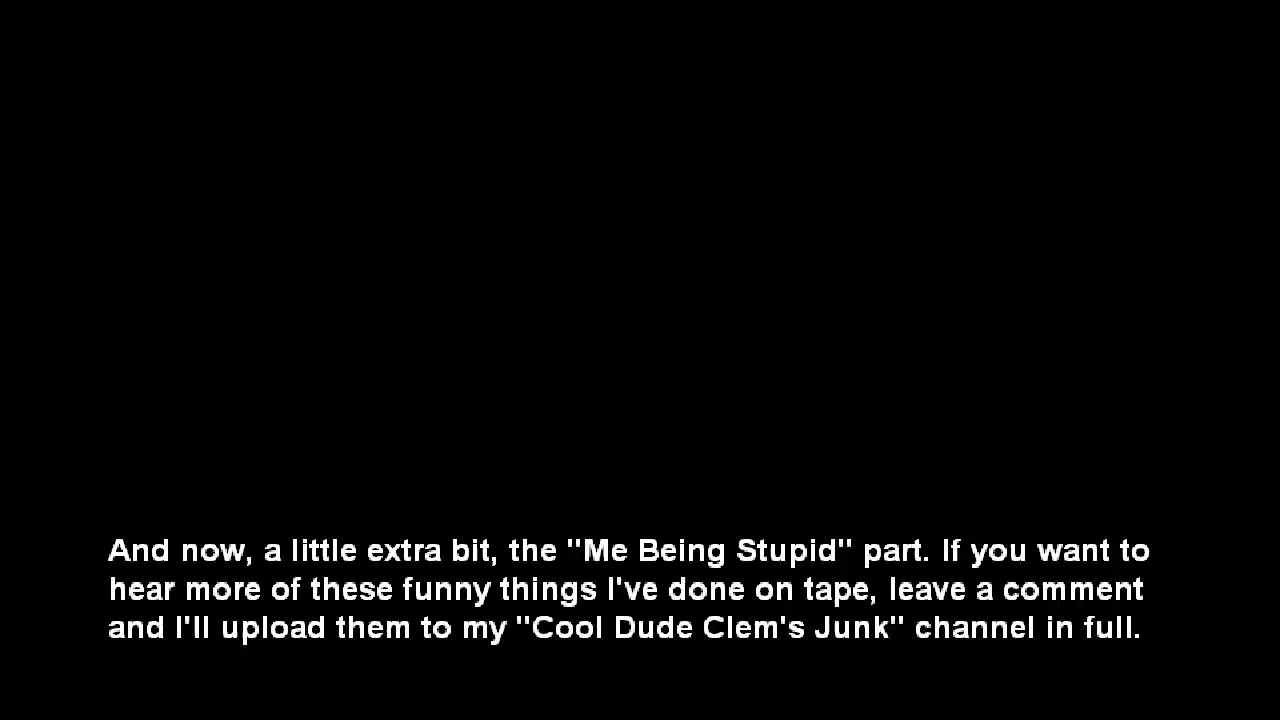 And now, a little extra bit, the "Me Being Stupid" part. If you want to
hear more of these funny things I've done on tape, leave a comment
and I'll upload them to my "Cool Dude Clem's Junk" channel in full.